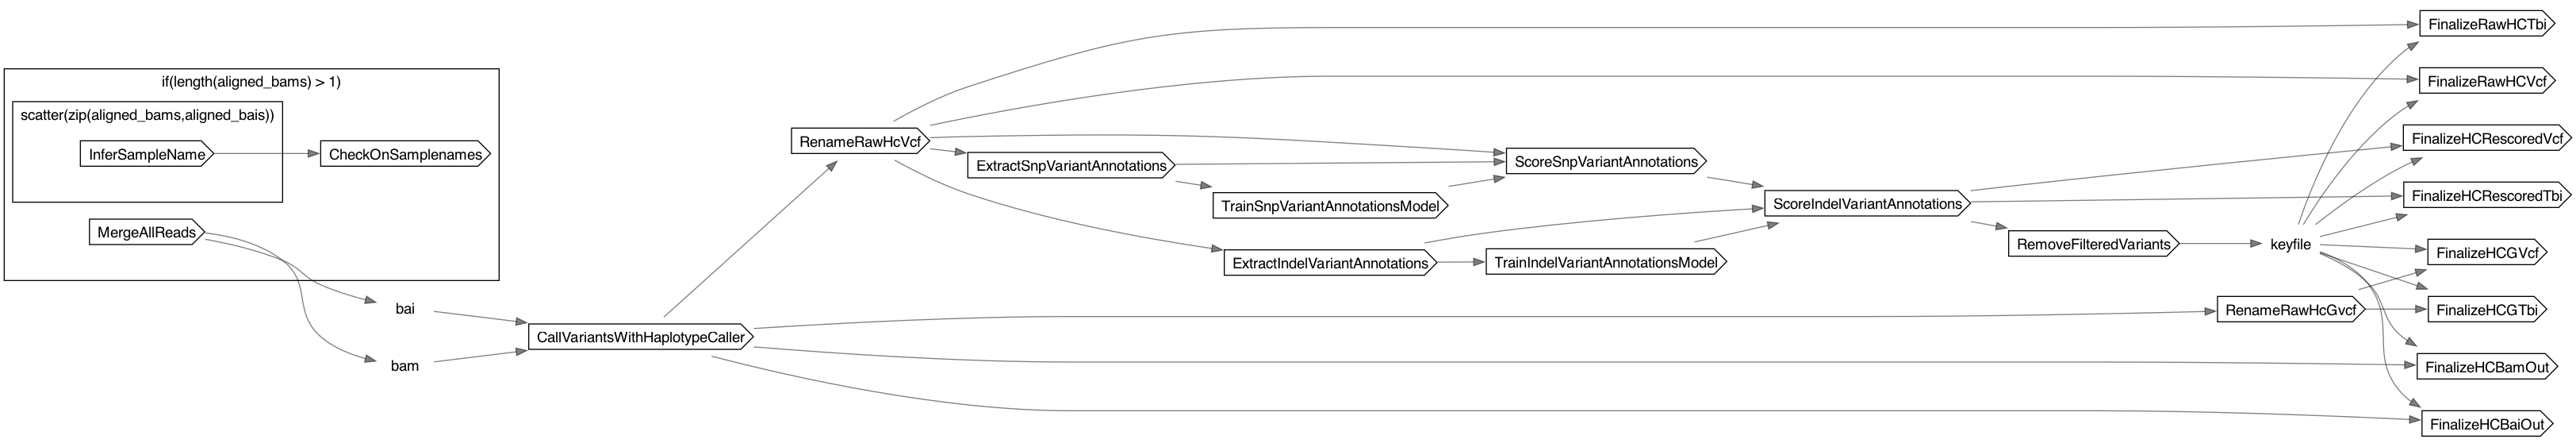 if(length(aligned_bams) > 1)
scatter(zip(aligned_bams,aligned_bais))
InferSampleName
CheckOnSamplenames
MergeAllReads
bai
bam
CallVariantsWithHaplotypeCaller
RenameRawHcVcf
ExtractSnpVariantAnnotations
TrainSnpVariantAnnotationsModel
ScoreSnpVariantAnnotations
ExtractIndelVariantAnnotations
TrainIndelVariantAnnotationsModel
ScoreIndelVariantAnnotations
RemoveFilteredVariants
keyfile
RenameRawHcGvcf
FinalizeRawHCTbi
FinalizeRawHCVcf
FinalizeHCRescoredVcf
FinalizeHCRescoredTbi
FinalizeHCGVcf
FinalizeHCGTbi
FinalizeHCBamOut
FinalizeHCBaiOut